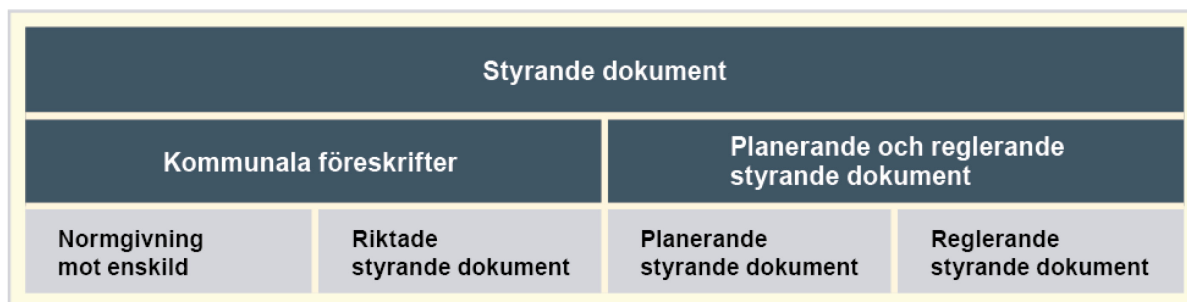 Styrande dokument
Kommunala föreskrifter
Planerande och reglerande
styrande dokument
Normgivning
mot enskild
Riktade
styrande dokument
Planerande
styrande dokument
Reglerande
styrande dokument